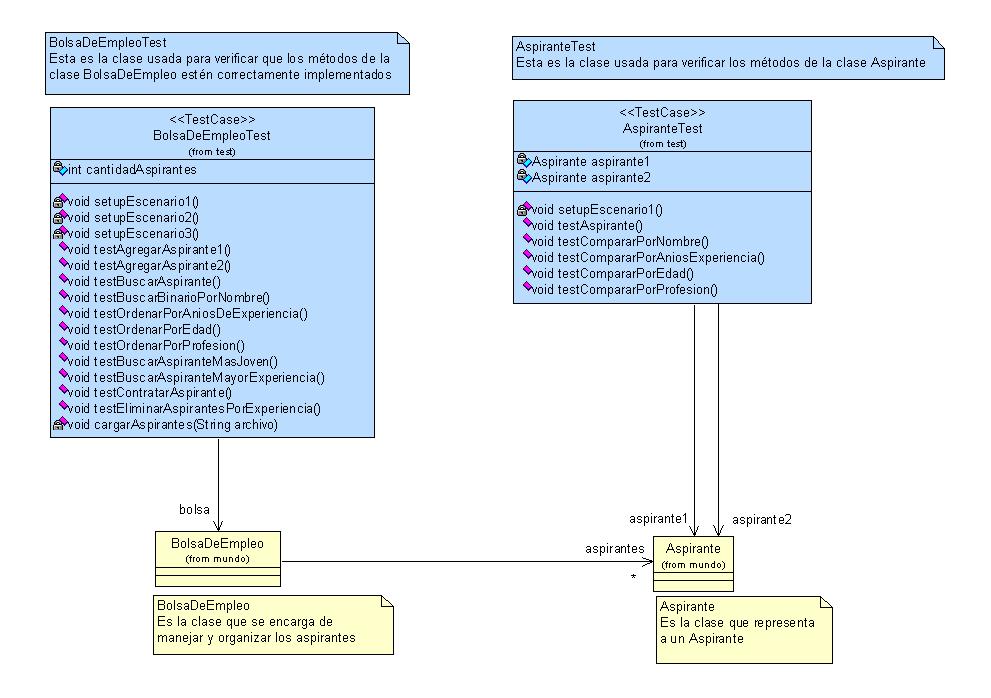 BolsaDeEmpleoTest
Esta es la clase usada para verificar que los métodos de la
clase BolsaDeEmpleo estén correctamente implementados
AspiranteTest
Esta es la clase usada para verificar los métodos de la clase Aspirante
<<TestCase>>
BolsaDeEmpleoTest
(from test)
int cantidadAspirantes
void setupEscenario1()
void setupEscenario2()
void setupEscenario3()
void testAgregarAspirante1()
void testAgregarAspirante2()
void testBuscarAspirante()
void testBuscarBinarioPorNombre()
void testOrdenarPorAniosDeExperiencia()
void testOrdenarPorEdad()
void testOrdenarPorProfesion()
void testBuscarAspiranteMasJoven()
void testBuscarAspiranteMayorExperiencia()
void testContratarAspirante()
void testEliminarAspirantesPorExperiencia()
void cargarAspirantes(String archivo)
<<TestCase>>
AspiranteTest
(from test)
Aspirante aspirante1
Aspirante aspirante2
void setupEscenario1()
void testAspirante()
void testCompararPorNombre()
void testCompararPorAniosExperiencia()
void testCompararPorEdad()
void testCompararPorProfesion()
bolsa
aspirante1
aspirante2
BolsaDeEmpleo
(from mundo)
aspirantes
*
Aspirante
(from mundo)
BolsaDeEmpleo
Es la clase que se encarga de
manejar y organizar los aspirantes
Aspirante
Es la clase que representa
a un Aspirante